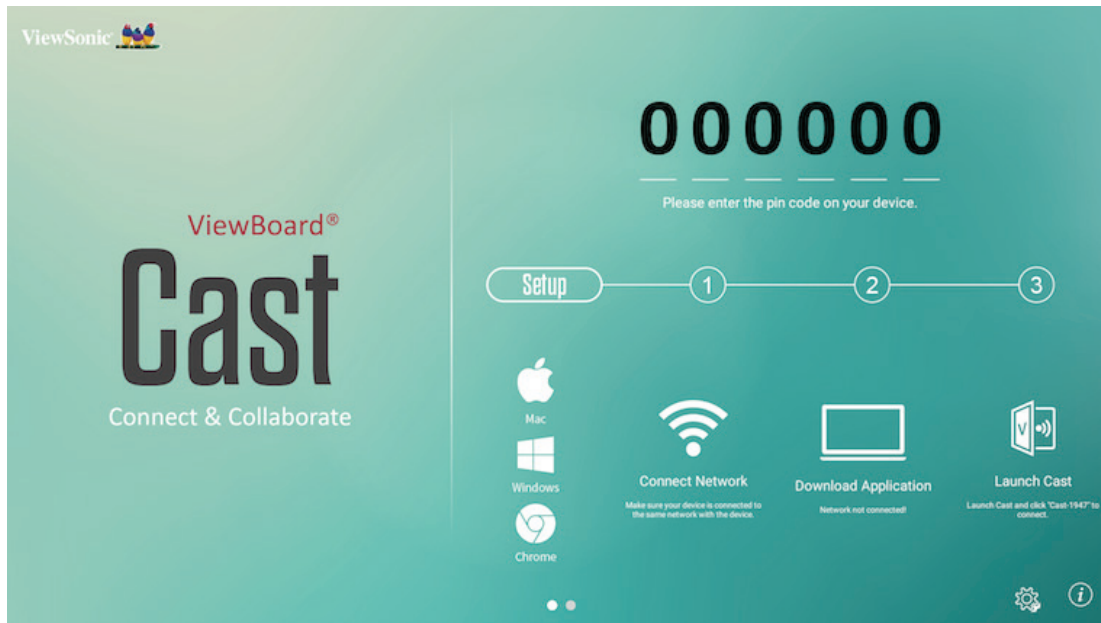 ViewSonic
000000
Please enter the pin code on your device.
ViewBoard®
Cast
Connect & Collaborate
Setup
1
2
3
Mac
Windows
Chrome
Connect Network
Make sure your device is connected to
the same network with the device.
Download Application
Network not connected!
Launch Cast
Launch Cast and click "Cast-1947" to
connect.